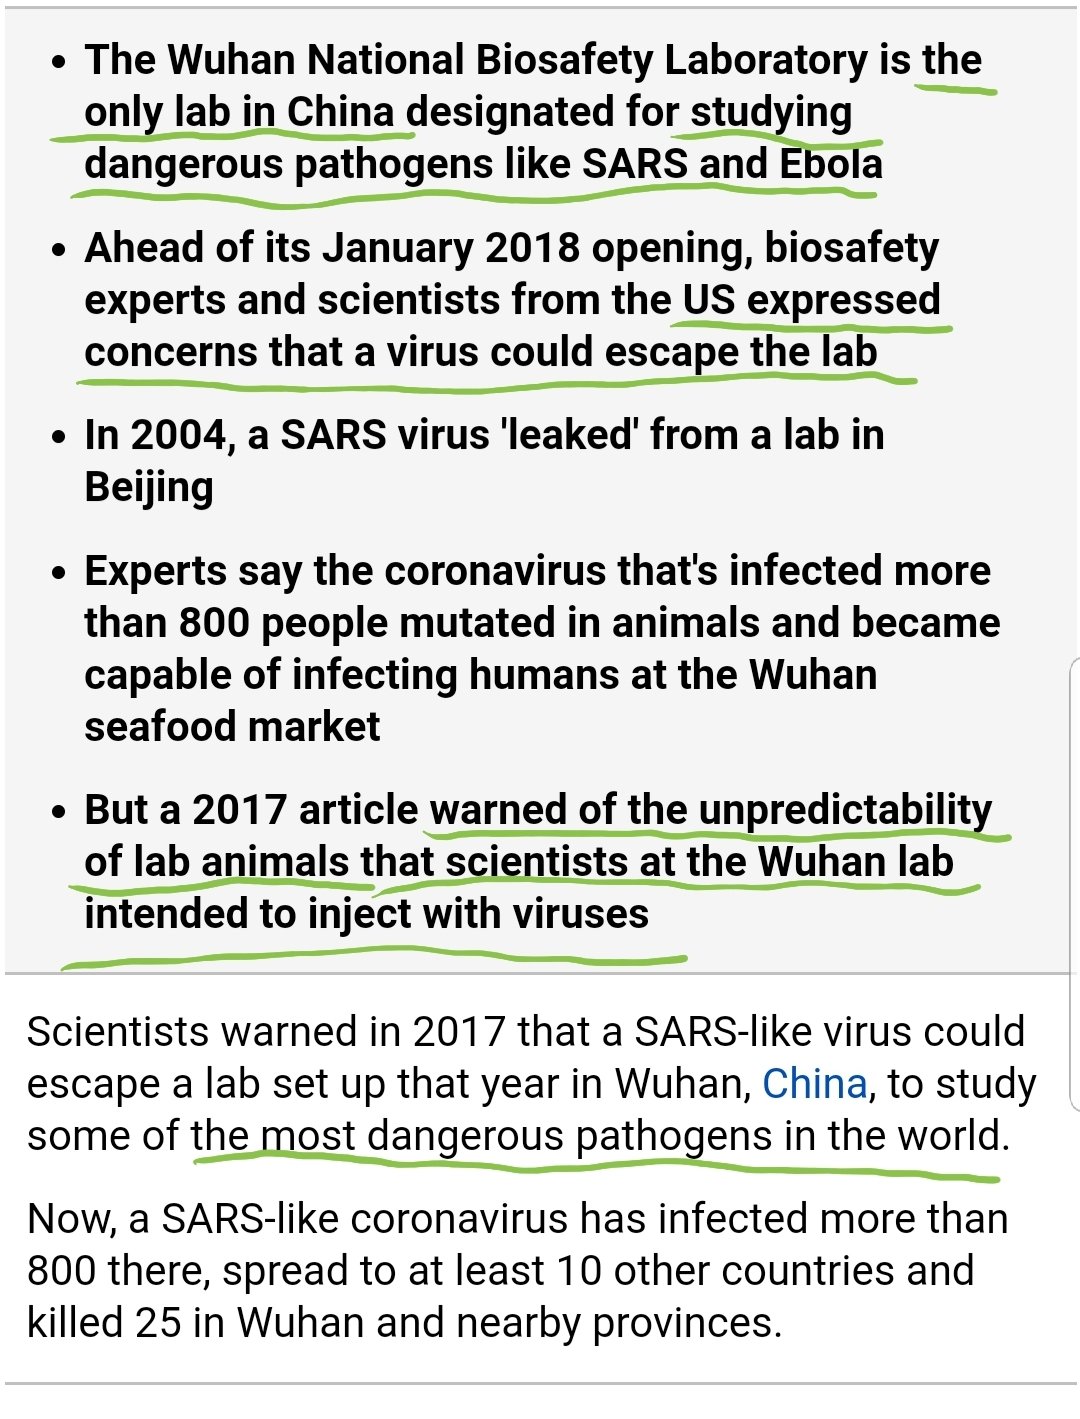 • The Wuhan National Biosafety Laboratory is the
only lab in China designated for studying
dangerous pathogens like SARS and Ebola
• Ahead of its January 2018 opening, biosafety
experts and scientists from the US expressed
concerns that a virus could escape the lab
• In 2004, a SARS virus 'leaked' from a lab in
Beijing
• Experts say the coronavirus that's infected more
than 800 people mutated in animals and became
capable of infecting humans at the Wuhan
seafood market
• But a 2017 article warned of the unpredictability
of lab animals that scientists at the Wuhan lab
intended to inject with viruses
Scientists warned in 2017 that a SARS-like virus could
escape a lab set up that year in Wuhan, China, to study
some of the most dangerous pathogens in the world.
Now, a SARS-like coronavirus has infected more than
800 there, spread to at least 10 other countries and
killed 25 in Wuhan and nearby provinces.